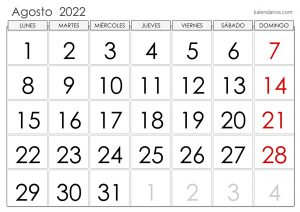 Agosto 2022
kalendarios.com
LUNES MARTES MIÉRCOLES JUEVES VIERNES SÁBADO DOMINGO
1 2 3 4 5 6 7
8 9 10 11 12 13 14
15 16 17 18 19 20 21
22 23 24 25 26 27 28
29 30 31 1 2 3 4